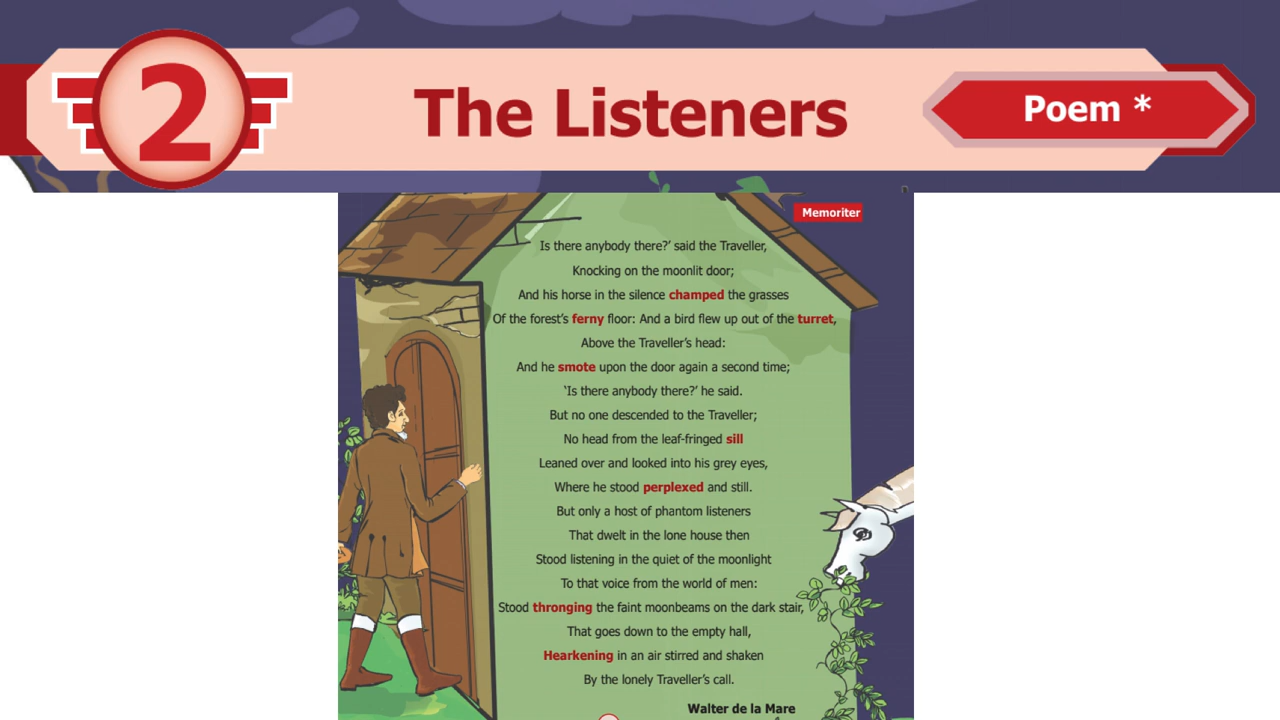 2
The Listeners
Poem *
Memoriter
Is there anybody there?’ said the Traveller,
Knocking on the moonlit door;
And his horse in the silence champed the grasses
Of the forest’s ferny floor: And a bird flew up out of the turret,
Above the Traveller’s head:
And he smote upon the door again a second time;
‘Is there anybody there?’ he said.
But no one descended to the Traveller;
No head from the leaf-fringed sill
Leaned over and looked into his grey eyes,
Where he stood perplexed and still.
But only a host of phantom listeners
That dwelt in the lone house then
Stood listening in the quiet of the moonlight
To that voice from the world of men:
Stood thronging the faint moonbeams on the dark stair,
That goes down to the empty hall,
Hearkening in an air stirred and shaken
By the lonely Traveller’s call.
Walter de la Mare